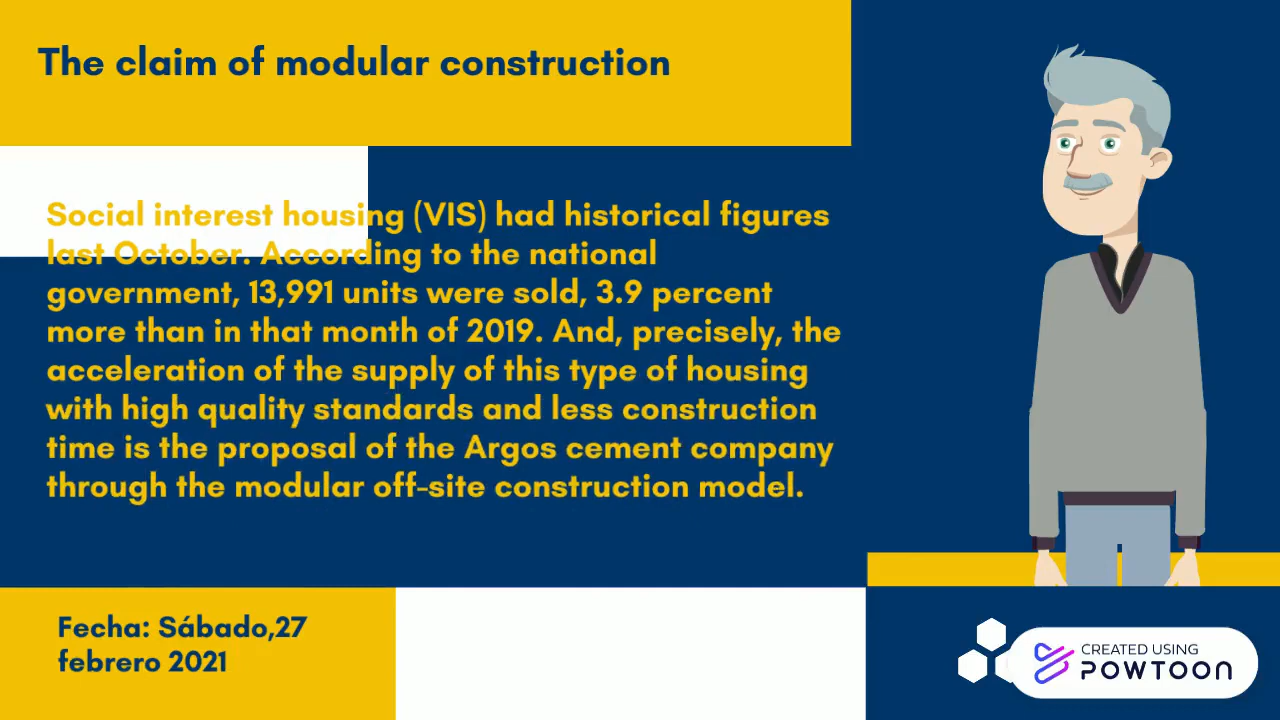 The claim of modular construction
Social interest housing (VIS) had historical figures
last October. According to the national
government, 13,991 units were sold, 3.9 percent
more than in that month of 2019. And, precisely, the
acceleration of the supply of this type of housing
with high quality standards and less construction
time is the proposal of the Argos cement company
through the modular off-site construction model.
Fecha: Sábado,27
febrero 2021
CREATED USING
POWTOON